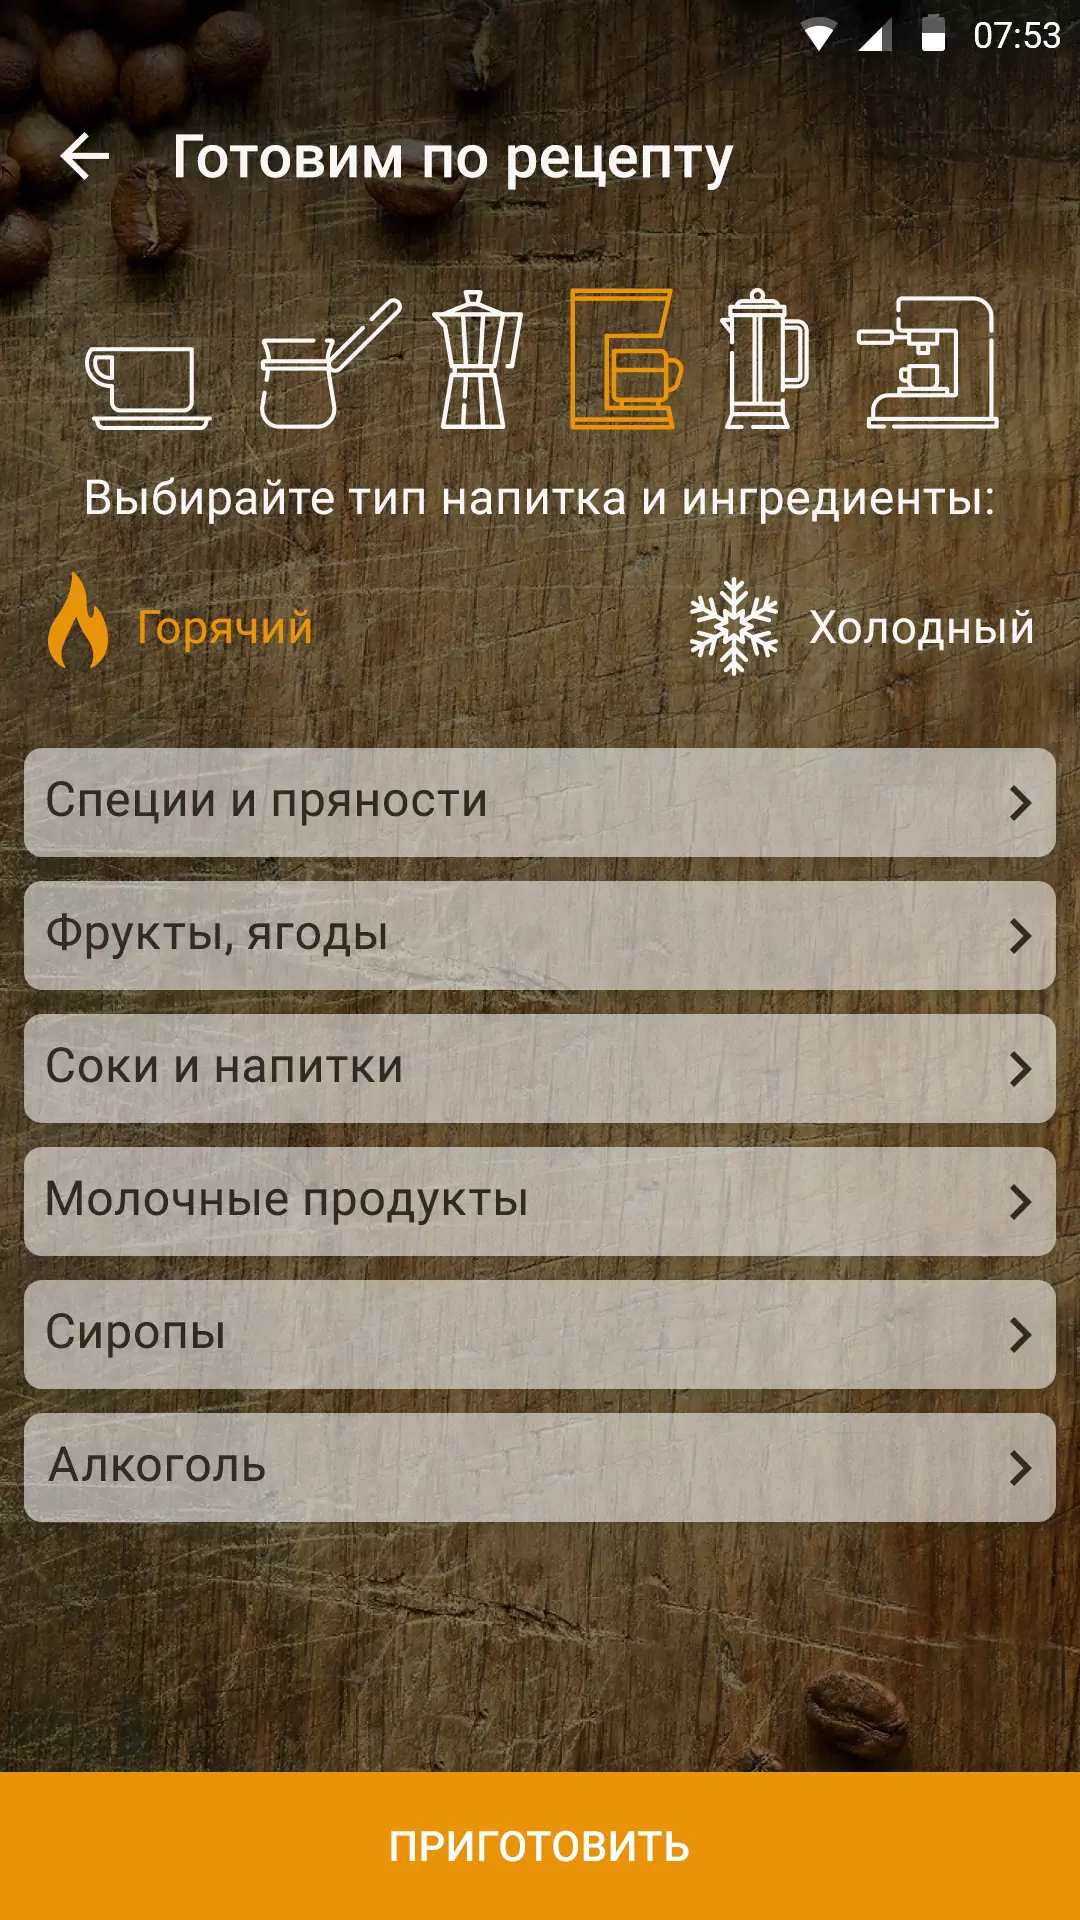 07:53
Готовим по рецепту
Выбирайте тип напитка и ингредиенты:
Горячий
Холодный
Специи и пряности
Фрукты, ягоды
Соки и напитки
Молочные продукты
Сиропы
Алкоголь
ПРИГОТОВИТЬ